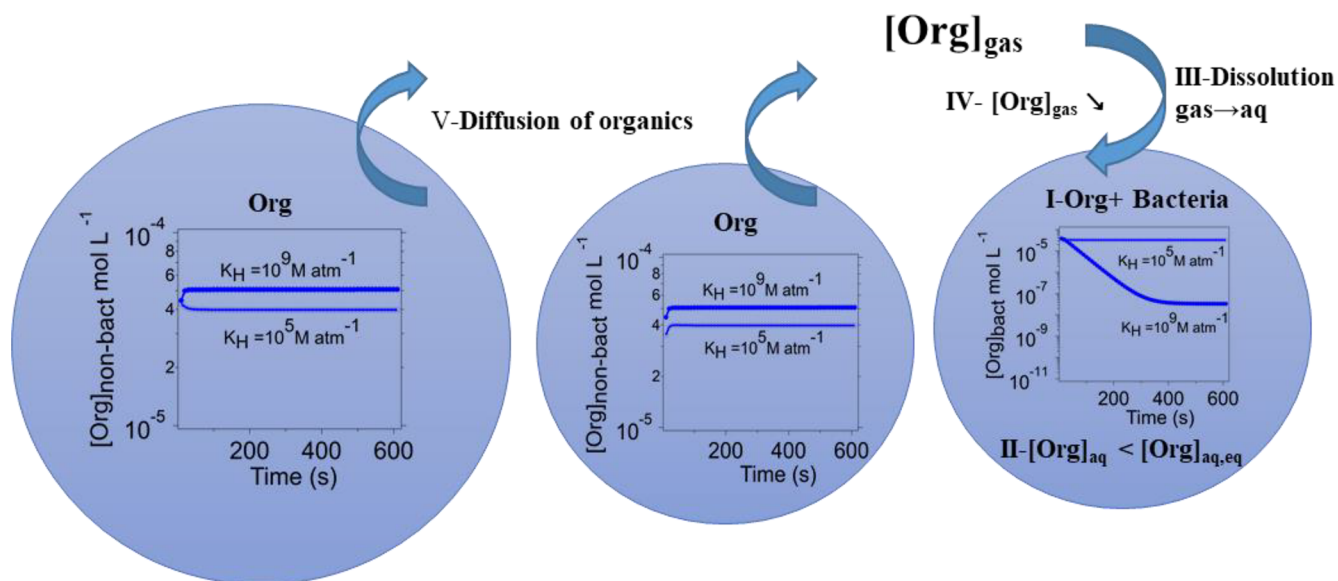 [Org]gas
III-Dissolution
gas→aq
IV- [Org]gas ↘
V-Diffusion of organics
Org
[Org]non-bact mol L-1
10-4
8
6
4
2
10-5
KH =109M atm-1
KH =105M atm-1
200 400 600
Time (s)
Org
[Org]non-bact mol L-1
10-4
8
6
4
2
10-5
KH =109M atm-1
KH =105M atm-1
200 400 600
Time (s)
I-Org+ Bacteria
[Org]bact mol L-1
10-5
10-7
10-9
10-11
KH =105M atm-1
KH =109M atm-1
200 400 600
Time (s)
II-[Org]aq < [Org]aq,eq